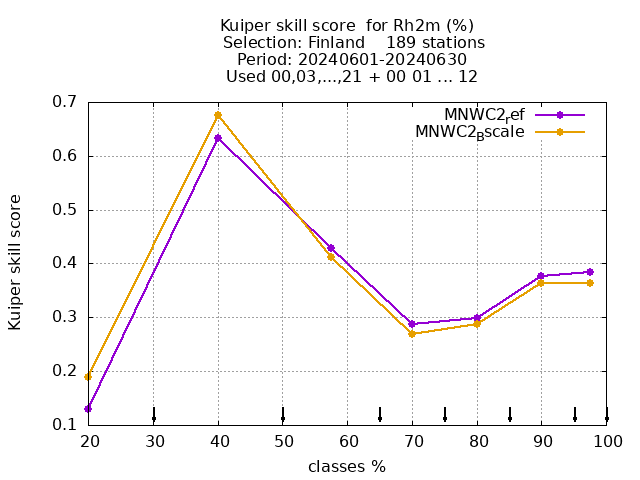 Kuiper skill score  for Rh2m (%)
Selection: Finland    189 stations
Period: 20240601-20240630
Used 00,03,...,21 + 00 01 ... 12
MNWC2ref
MNWC2Bscale
Kuiper skill score
0.7
0.6
0.5
0.4
0.3
0.2
0.1
20 30 40 50 60 70 80 90 100
classes %